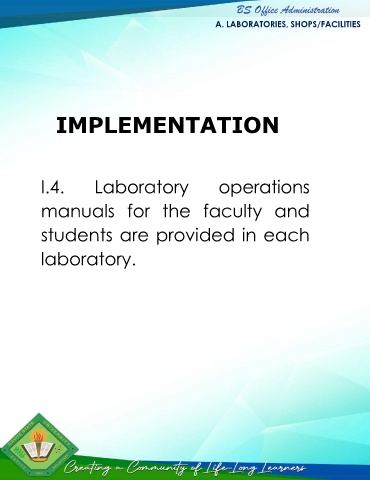 BS Office Administration
A. LABORATORIES, SHOPS/FACILITIES
IMPLEMENTATION
I.4. Laboratory operations
manuals for the faculty and
students are provided in each
laboratory.
Creating a Community of Life-Long Learners